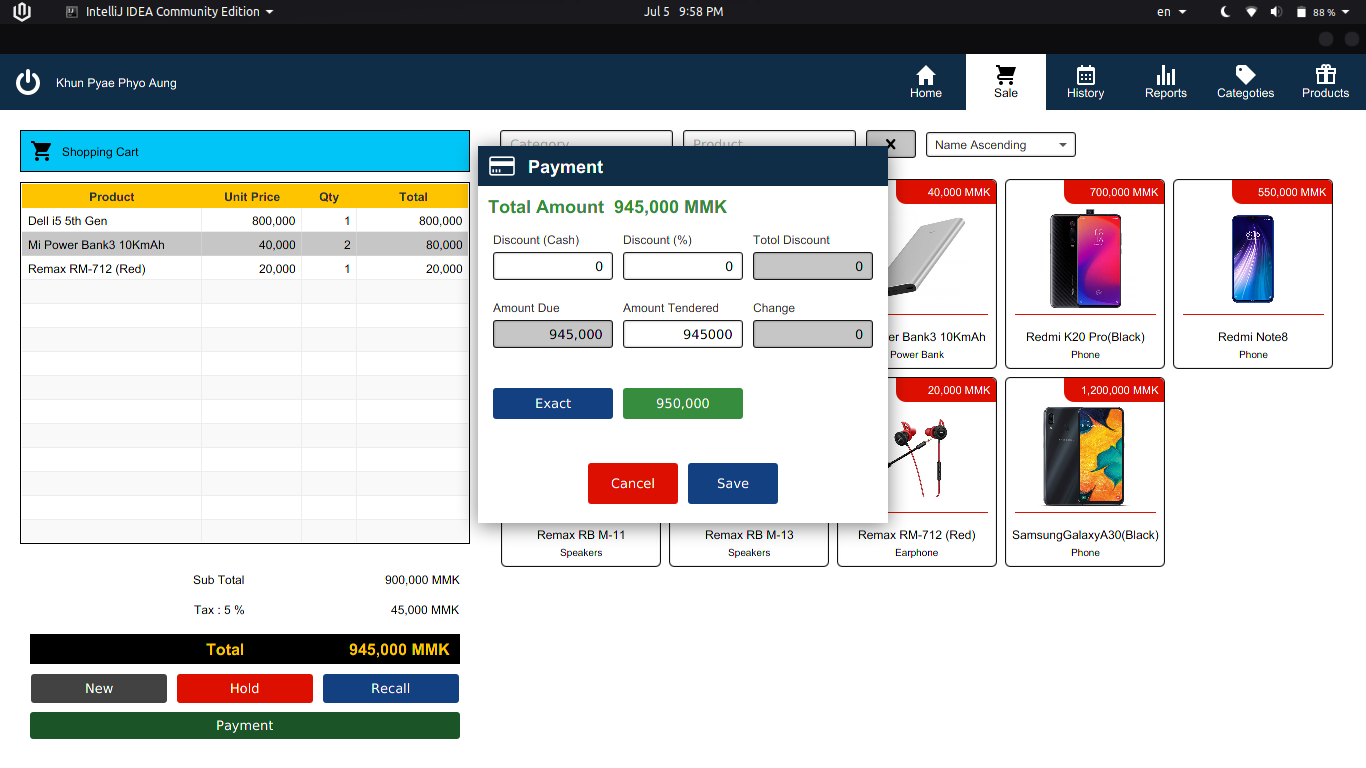 IntelliJ IDEA Community Edition
Jul 5 9:58 PM
en
88 %
Khun Pyae Phyo Aung
Home
Sale
History
Reports
Categoties
Products
Shopping Cart
Product Unit Price Qty Total
Dell i5 5th Gen 800,000 1 800,000
Mi Power Bank3 10KmAh 40,000 2 80,000
Remax RM-712 (Red) 20,000 1 20,000
Sub Total 900,000 MMK
Tax : 5 % 45,000 MMK
Total 945,000 MMK
New
Hold
Recall
Payment
Category
Product
X
Name Ascending
Payment
Total Amount 945,000 MMK
Discount (Cash) Discount (%) Totol Discount
0 0 0
Amount Due Amount Tendered Change
945,000 945000 0
Exact
950,000
Cancel
Save
40,000 MMK
er Bank3 10KmAh
Power Bank
700,000 MMK
Redmi K20 Pro(Black)
Phone
550,000 MMK
Redmi Note8
Phone
Remax RB M-11
Speakers
Remax RB M-13
Speakers
20,000 MMK
Remax RM-712 (Red)
Earphone
1,200,000 MMK
SamsungGalaxyA30(Black)
Phone